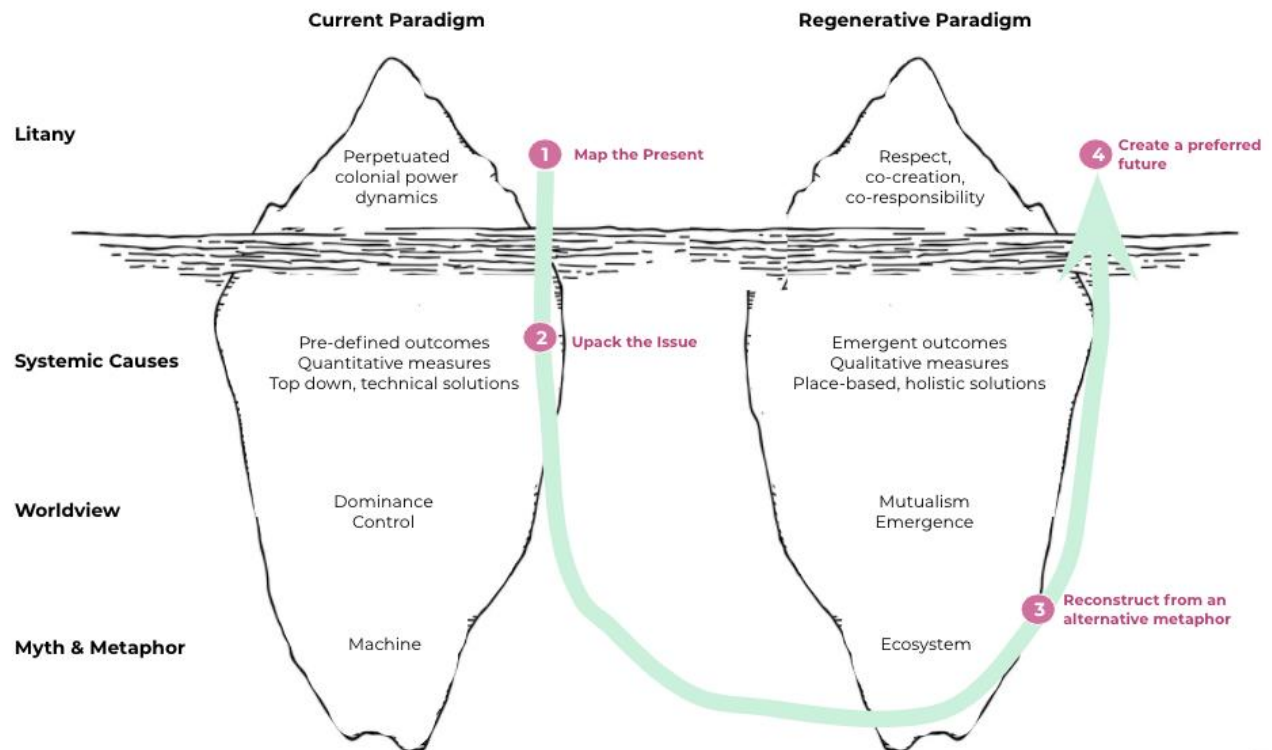 Current Paradigm
Regenerative Paradigm
Litany
Perpetuated
colonial power
dynamics
1
Map the Present
Respect,
co-creation,
co-responsibility
4
Create a preferred
future
Systemic Causes
Pre-defined outcomes
Quantitative measures
Top down, technical solutions
2
Upack the Issue
Emergent outcomes
Qualitative measures
Place-based, holistic solutions
Worldview
Dominance
Control
Mutualism
Emergence
3
Reconstruct from an
alternative metaphor
Myth & Metaphor
Machine
Ecosystem